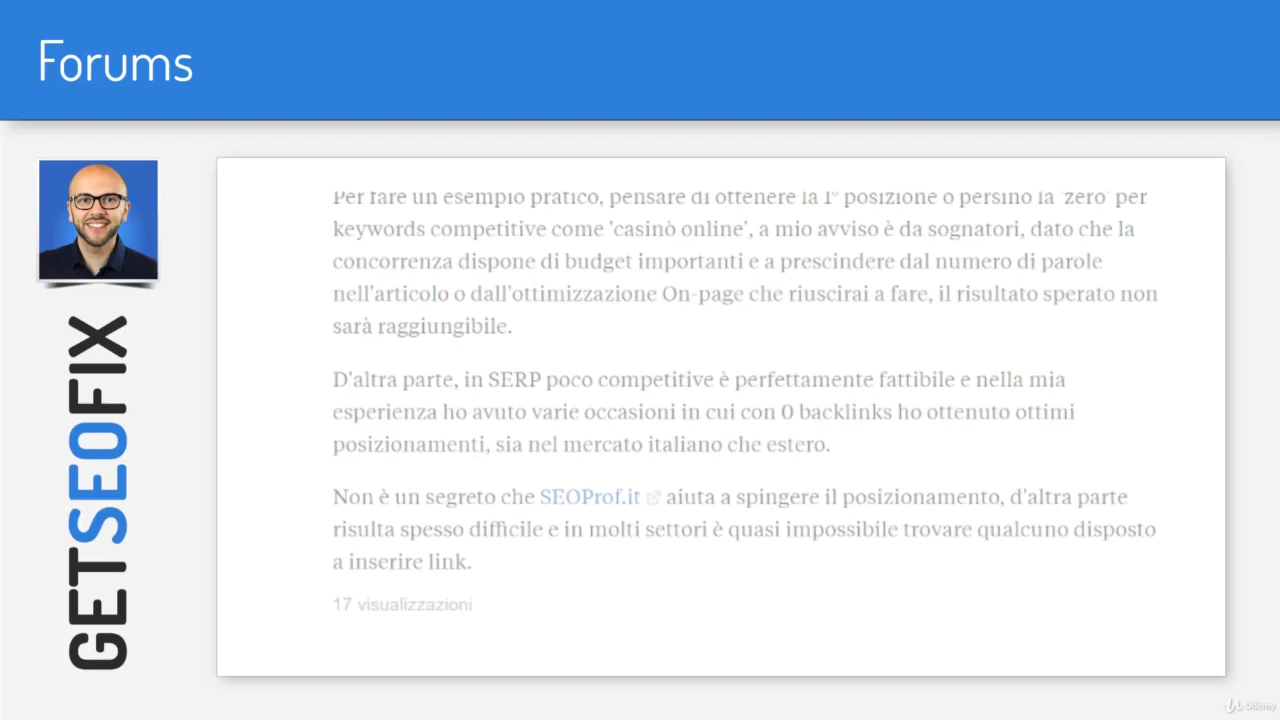 Forums
GETSEOFIX
Per fare un esempio pratico, pensare di ottenere la 1° posizione o persino la 'zero' per
keywords competitive come 'casinò online', a mio avviso è da sognatori, dato che la
concorrenza dispone di budget importanti e a prescindere dal numero di parole
nell'articolo o dall'ottimizzazione On-page che riuscirai a fare, il risultato sperato non
sarà raggiungibile.
D'altra parte, in SERP poco competitive è perfettamente fattibile e nella mia
esperienza ho avuto varie occasioni in cui con 0 backlinks ho ottenuto ottimi
posizionamenti, sia nel mercato italiano che estero.
Non è un segreto che SEOProf.it aiuta a spingere il posizionamento, d'altra parte
risulta spesso difficile e in molti settori è quasi impossibile trovare qualcuno disposto
a inserire link.
17 visualizzazioni
Udemy